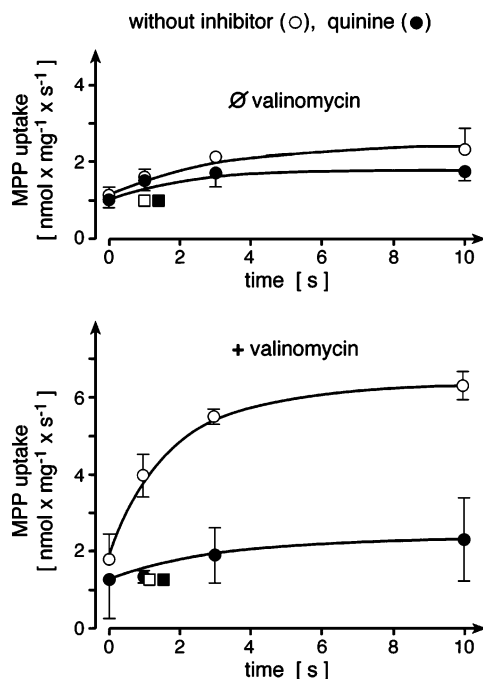 without inhibitor (○), quinine (●)
Ø valinomycin
MPP uptake
[ nmol x mg⁻¹ x s⁻¹ ]
4
2
0
0 2 4 6 8 10
time [ s ]
+ valinomycin
MPP uptake
[ nmol x mg⁻¹ x s⁻¹ ]
6
4
2
0
0 2 4 6 8 10
time [ s ]